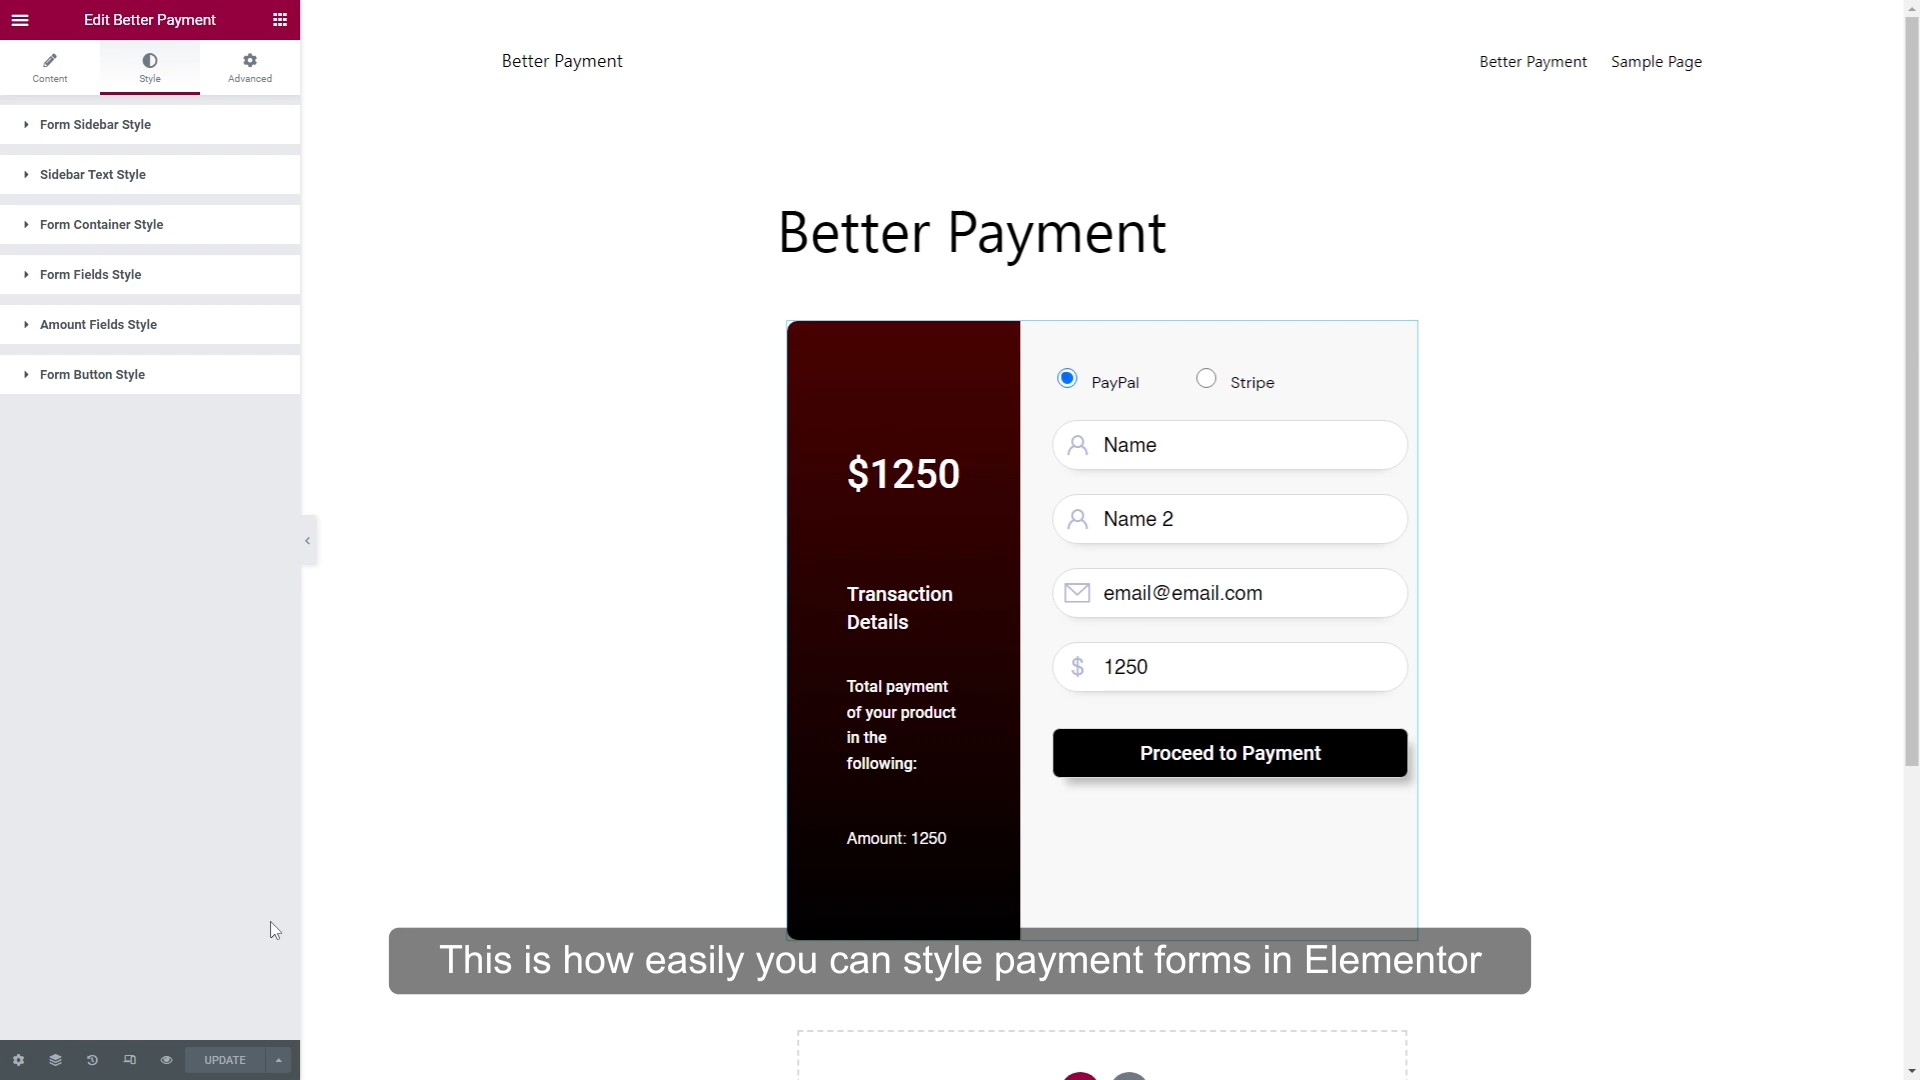 Edit Better Payment
Content
Style
Advanced
Form Sidebar Style
Sidebar Text Style
Form Container Style
Form Fields Style
Amount Fields Style
Form Button Style
UPDATE
Better Payment
Better Payment
Sample Page
Better Payment
$1250
Transaction
Details
Total payment
of your product
in the
following:
Amount: 1250
PayPal
Stripe
Name
Name 2
email@email.com
$ 1250
Proceed to Payment
This is how easily you can style payment forms in Elementor